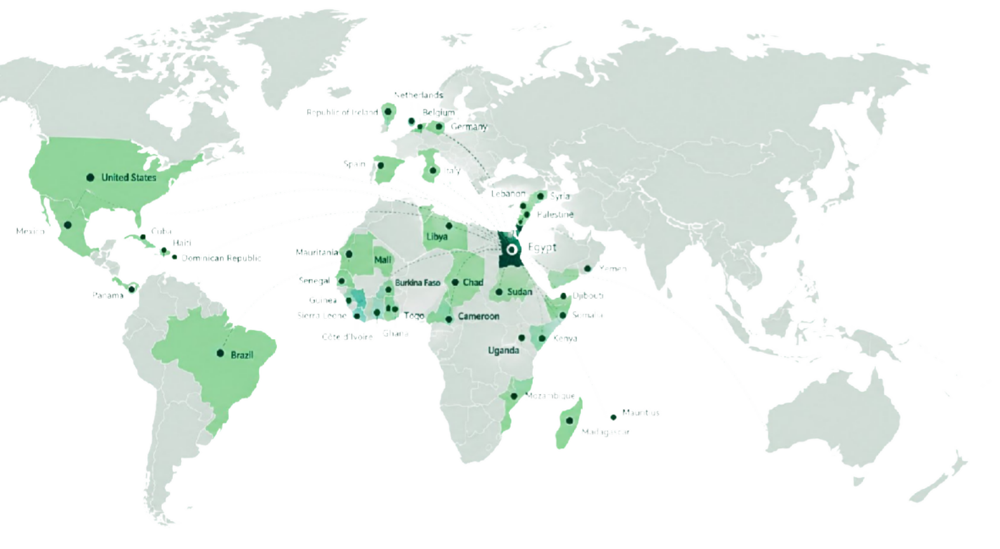 Netherlands
Republic of Ireland
Belgium
Germany
Spain
Italy
United States
Lebanon
Syria
Palestine
Mexico
Cuba
Haiti
Dominican Republic
Libya
Egypt
Mauritania
Mali
Yemen
Senegal
Burkina Faso
Chad
Sudan
Djibouti
Panama
Guinea
Sierra Leone
Togo
Cameroon
Somalia
Côte d'Ivoire
Ghana
Kenya
Uganda
Brazil
Mozambique
Mauritius
Madagascar